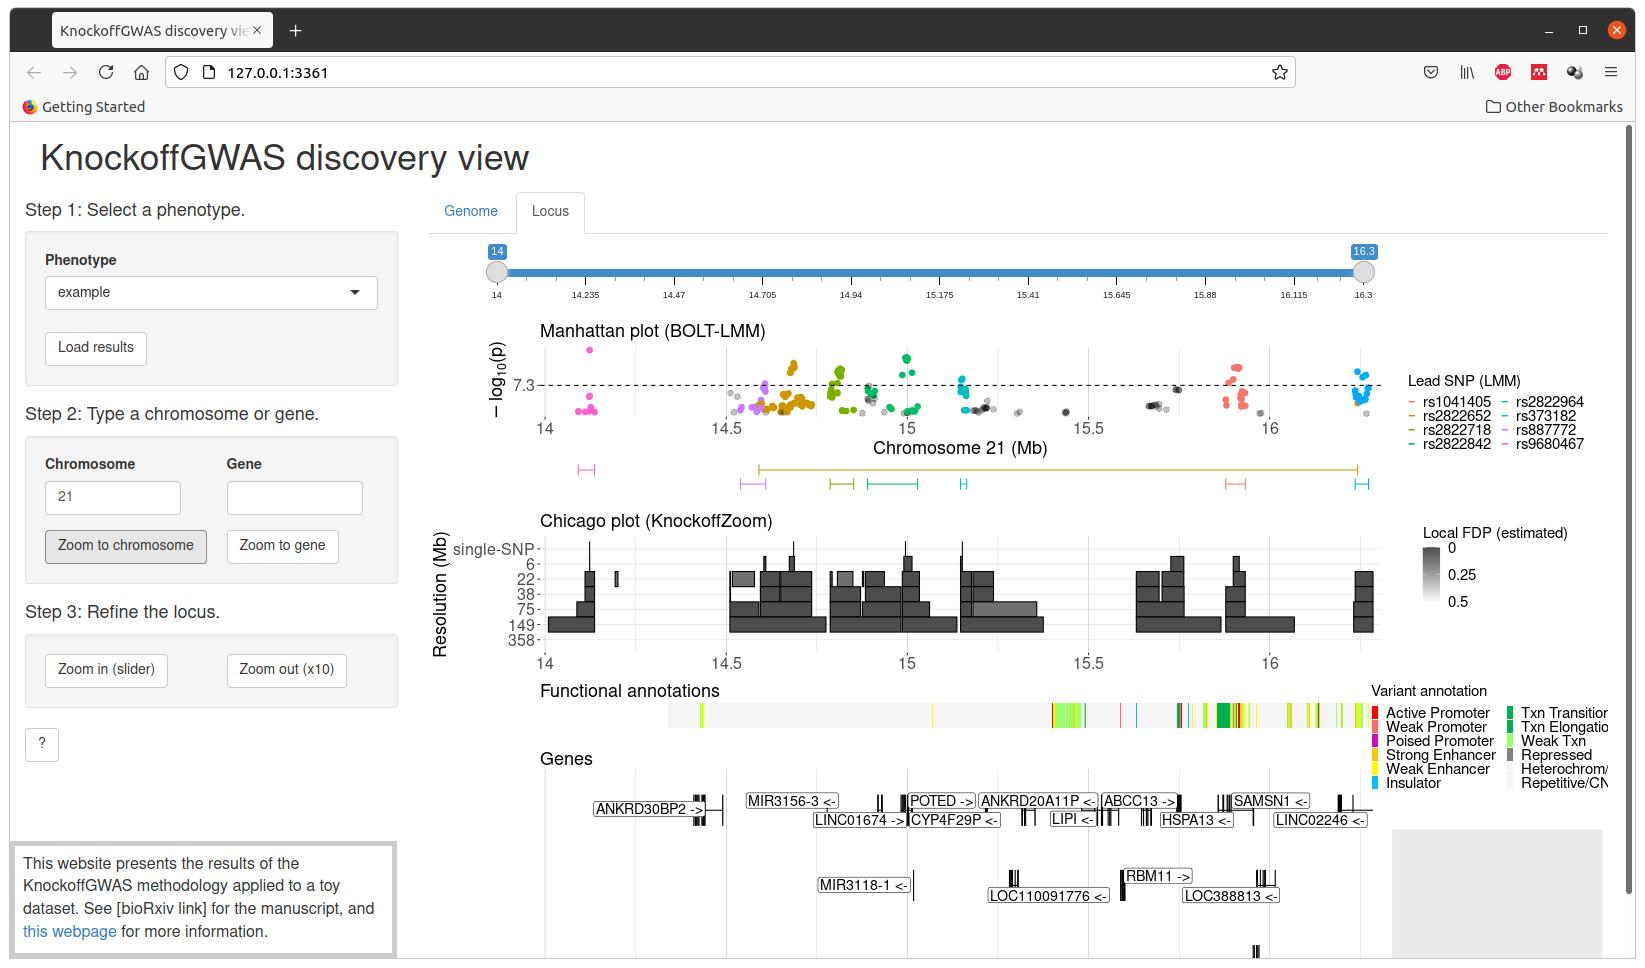 KnockoffGWAS discovery vie
127.0.0.1:3361
ABP
Getting Started
Other Bookmarks
KnockoffGWAS discovery view
Step 1: Select a phenotype.
Phenotype
example
Load results
Step 2: Type a chromosome or gene.
Chromosome
Gene
21
Zoom to chromosome
Zoom to gene
Step 3: Refine the locus.
Zoom in (slider)
Zoom out (x10)
?
This website presents the results of the
KnockoffGWAS methodology applied to a toy
dataset. See [bioRxiv link] for the manuscript, and
this webpage for more information.
Genome
Locus
14
16.3
14 14.235 14.47 14.705 14.94 15.175 15.41 15.645 15.88 16.115 16.3
Manhattan plot (BOLT-LMM)
− log10(p)
7.3
14 14.5 15 15.5 16
Chromosome 21 (Mb)
Lead SNP (LMM)
rs1041405 rs2822964
rs2822652 rs373182
rs2822718 rs887772
rs2822842 rs9680467
Chicago plot (KnockoffZoom)
Resolution (Mb)
single-SNP
6
22
38
75
149
358
14 14.5 15 15.5 16
Local FDP (estimated)
0
0.25
0.5
Functional annotations
Variant annotation
Active Promoter Txn Transition
Weak Promoter Txn Elongatio
Poised Promoter Weak Txn
Strong Enhancer Repressed
Weak Enhancer Heterochrom/
Insulator Repetitive/CN
Genes
MIR3156-3 <- POTED -> ANKRD20A11P <- ABCC13 -> SAMSN1 <-
ANKRD30BP2 ->
LINC01674 -> CYP4F29P <- LIPI <- HSPA13 <- LINC02246 <-
RBM11 ->
MIR3118-1 <-
LOC110091776 <- LOC388813 <-